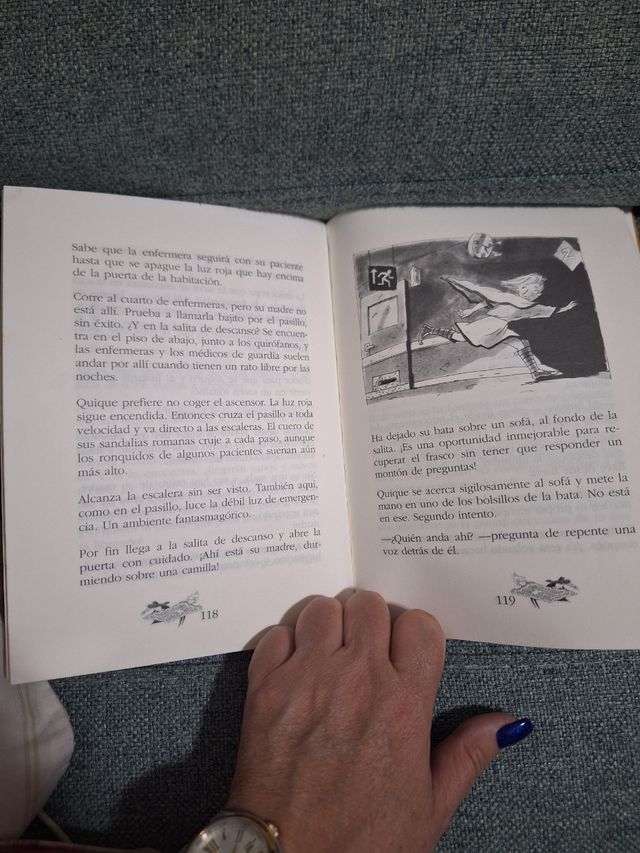 Sabe que la enfermera seguirá con su paciente
hasta que se apague la luz roja que hay encima
de la puerta de la habitación.
Corre al cuarto de enfermeras, pero su madre no
está allí. Prueba a llamarla bajito por el pasillo,
sin éxito. ¿Y en la salita de descanso? Se encuen-
tra en el piso de abajo, junto a los quirófanos, y
las enfermeras y los médicos de guardia suelen
andar por allí cuando tienen un rato libre por las
noches.
Quique prefiere no coger el ascensor. La luz roja
sigue encendida. Entonces cruza el pasillo a toda
velocidad y va directo a las escaleras. El cuero de
sus sandalias romanas cruje a cada paso, aunque
los ronquidos de algunos pacientes suenan aún
más alto.
Alcanza la escalera sin ser visto. También aquí,
como en el pasillo, luce la débil luz de emergen-
cia. Un ambiente fantasmagórico.
Por fin llega a la salita de descanso y abre la
puerta con cuidado. ¡Ahí está su madre, dur-
miendo sobre una camilla!
118
2
Ha dejado su bata sobre un sofá, al fondo de la
salita. ¡Es una oportunidad inmejorable para re-
cuperar el frasco sin tener que responder un
montón de preguntas!
Quique se acerca sigilosamente al sofá y mete la
mano en uno de los bolsillos de la bata. No está
en ese. Segundo intento.
—¿Quién anda ahí? —pregunta de repente una
voz detrás de él.
119